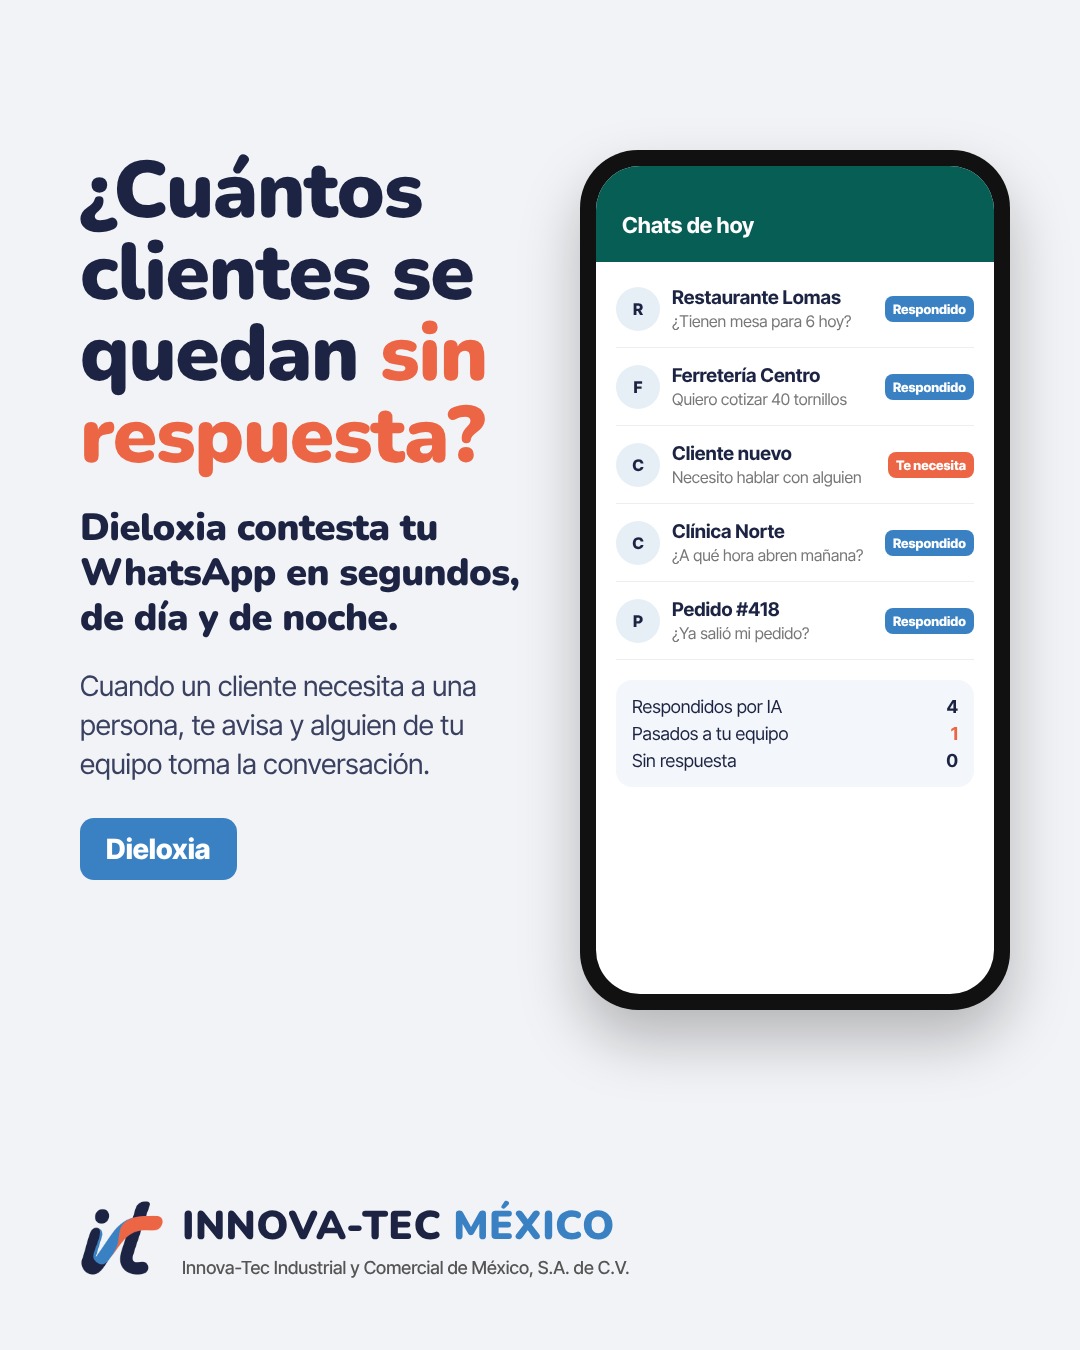 ¿Cuántos
clientes se
quedan sin
respuesta?
Dieloxia contesta tu
WhatsApp en segundos,
de día y de noche.
Cuando un cliente necesita a una
persona, te avisa y alguien de tu
equipo toma la conversación.
Dieloxia
Chats de hoy
R
Restaurante Lomas
¿Tienen mesa para 6 hoy?
Respondido
F
Ferretería Centro
Quiero cotizar 40 tornillos
Respondido
C
Cliente nuevo
Necesito hablar con alguien
Te necesita
C
Clínica Norte
¿A qué hora abren mañana?
Respondido
P
Pedido #418
¿Ya salió mi pedido?
Respondido
Respondidos por IA 4
Pasados a tu equipo 1
Sin respuesta 0
it
INNOVA-TEC MÉXICO
Innova-Tec Industrial y Comercial de México, S.A. de C.V.